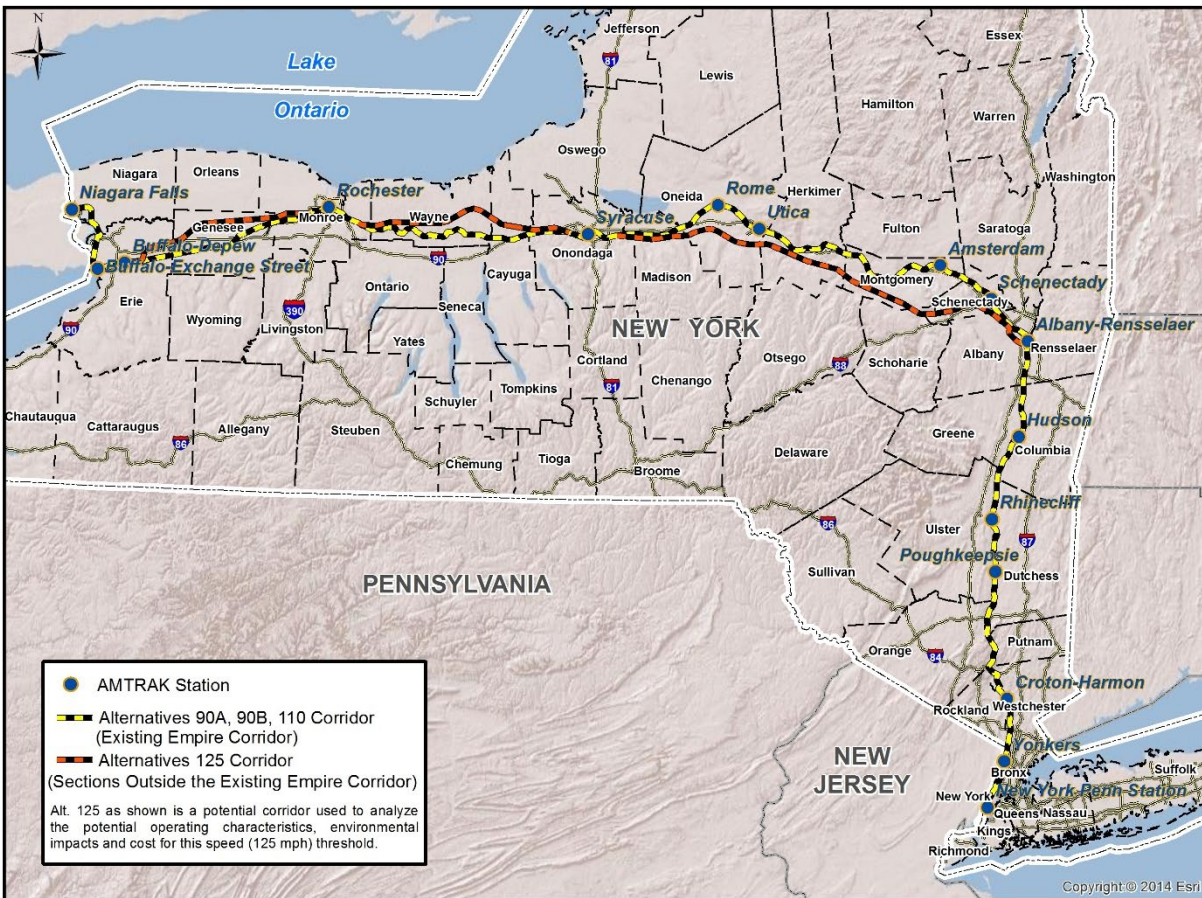 N
Jefferson
Essex
81
Lake
Ontario
Lewis
Hamilton
Warren
Oswego
Niagara
Orleans
Washington
Niagara Falls
Rochester
Oneida
Rome
Herkimer
Wayne
Utica
Genesee
Monroe
Syracuse
Fulton
Saratoga
Buffalo-Depew
Onondaga
Amsterdam
Buffalo-Exchange Street
90
Cayuga
Madison
Montgomery
Schenectady
Erie
Ontario
Seneca
Schenectady
390
Wyoming
NEW YORK
Albany-Rensselaer
90
Livingston
Rensselaer
Yates
Otsego
Albany
Cortland
Schoharie
88
Tompkins
Chenango
81
Schuyler
Chautauqua
Hudson
Cattaraugus
Allegany
Steuben
Greene
86
Columbia
Chemung
Tioga
Broome
Delaware
Rhinecliff
86
Ulster
87
Poughkeepsie
Sullivan
Dutchess
PENNSYLVANIA
Putnam
Orange
84
Croton-Harmon
Rockland
Westchester
Yonkers
NEW
JERSEY
Bronx
Suffolk
New York Penn Station
New York
Queens
Nassau
Kings
Richmond
AMTRAK Station
Alternatives 90A, 90B, 110 Corridor
(Existing Empire Corridor)
Alternatives 125 Corridor
(Sections Outside the Existing Empire Corridor)
Alt. 125 as shown is a potential corridor used to analyze
the potential operating characteristics, environmental
impacts and cost for this speed (125 mph) threshold.
Copyright:© 2014 Esri